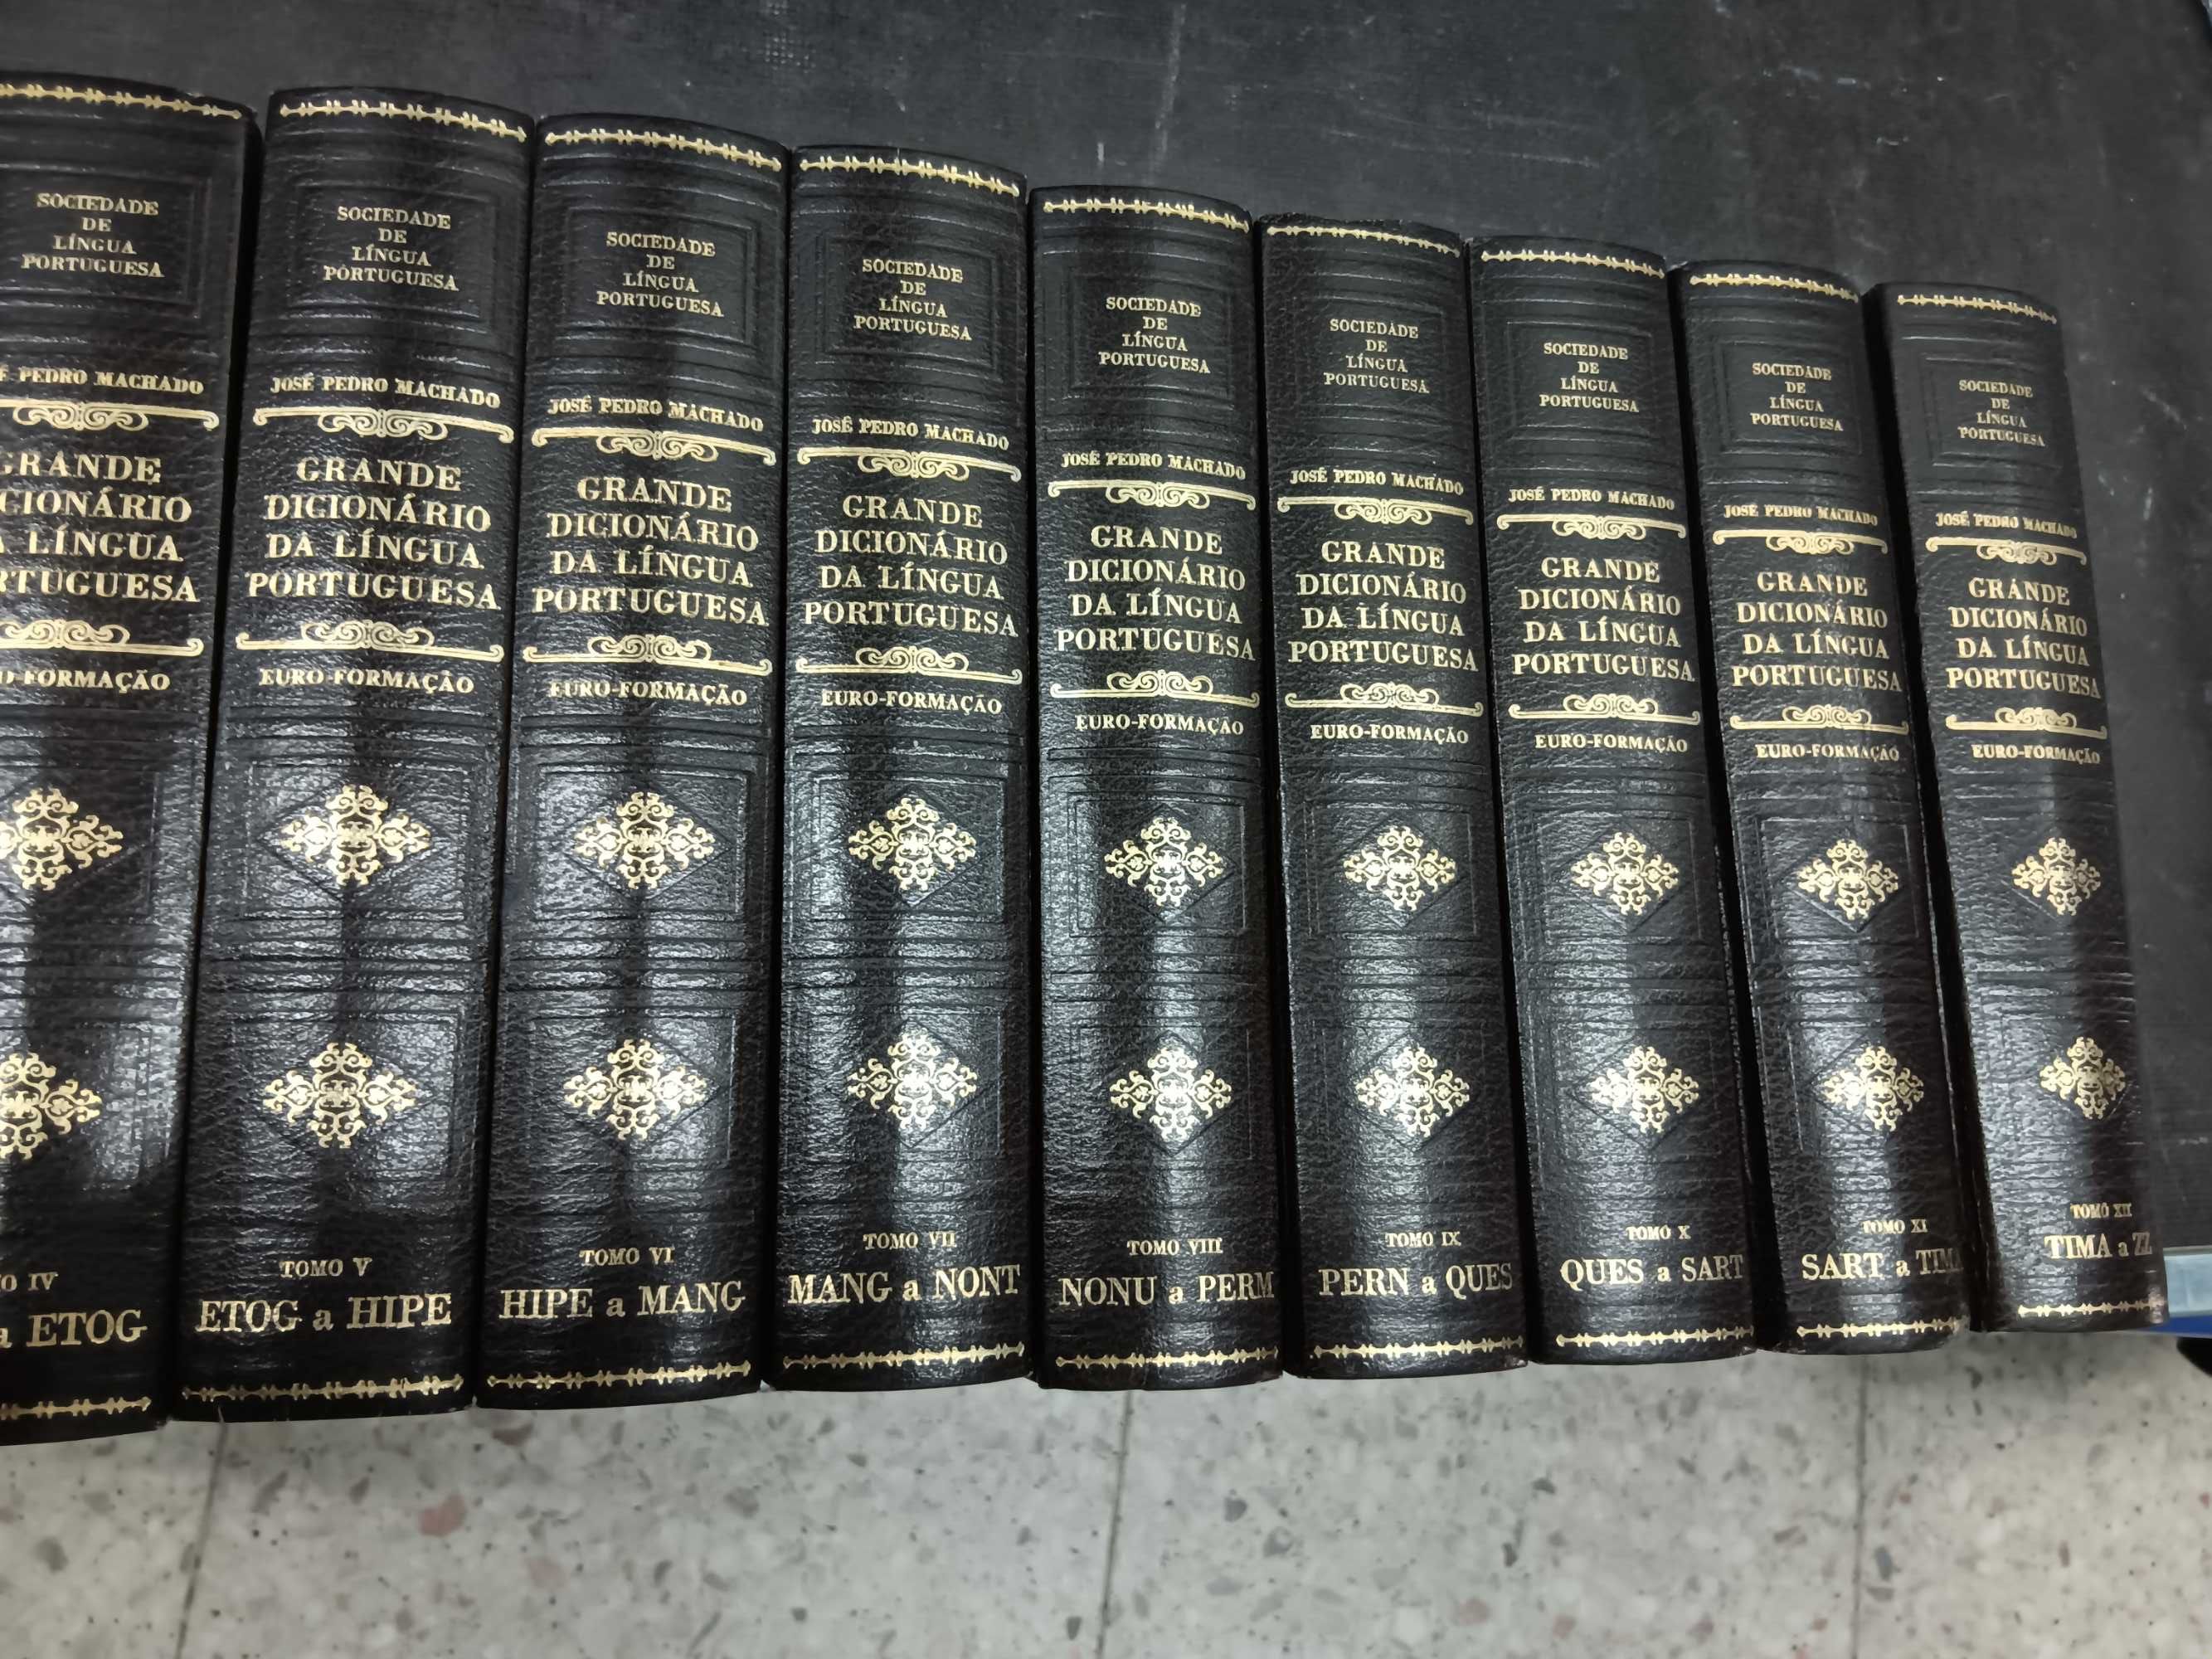 SOCIEDADE
DE
LÍNGUA
PORTUGUESA
PEDRO MACHADO
GRANDE
LÍNGUA
EURO-FORMAÇÃO
IV
a ETOG
SOCIEDADE
DE
LÍNGUA
PORTUGUESA
JOSÉ PEDRO MACHADO
GRANDE
DICIONÁRIO
DA LÍNGUA
PORTUGUESA
EURO-FORMAÇÃO
TOMO V
ETOG a HIPE
SOCIEDADE
DE
LÍNGUA
PORTUGUESA
JOSÉ PEDRO MACHADO
GRANDE
DICIONÁRIO
DA LÍNGUA
PORTUGUESA
EURO-FORMAÇÃO
TOMO VI
HIPE a MANG
SOCIEDADE
DE
LÍNGUA
PORTUGUESA
JOSÉ PEDRO MACHADO
GRANDE
DICIONÁRIO
DA LÍNGUA
PORTUGUESA
EURO-FORMAÇÃO
TOMO VII
MANG a NONT
SOCIEDADE
DE
LÍNGUA
PORTUGUESA
JOSÉ PEDRO MACHADO
GRANDE
DICIONÁRIO
DA LÍNGUA
PORTUGUESA
EURO-FORMAÇÃO
TOMO VIII
NONU a PERM
SOCIEDADE
DE
LÍNGUA
PORTUGUESA
JOSÉ PEDRO MACHADO
GRANDE
DICIONÁRIO
DA LÍNGUA
PORTUGUESA
EURO-FORMAÇÃO
TOMO IX
PERN a QUES
SOCIEDADE
DE
LÍNGUA
PORTUGUESA
JOSÉ PEDRO MACHADO
GRANDE
DICIONÁRIO
DA LÍNGUA
PORTUGUESA
EURO-FORMAÇÃO
TOMO X
QUES a SART
SOCIEDADE
DE
LÍNGUA
PORTUGUESA
JOSÉ PEDRO MACHADO
GRANDE
DICIONÁRIO
DA LÍNGUA
PORTUGUESA
EURO-FORMAÇÃO
TOMO XI
SART a TIMA
SOCIEDADE
DE
LÍNGUA
PORTUGUESA
JOSÉ PEDRO MACHADO
GRANDE
DICIONÁRIO
DA LÍNGUA
PORTUGUESA
EURO-FORMAÇÃO
TOMO XII
TIMA a ZZ